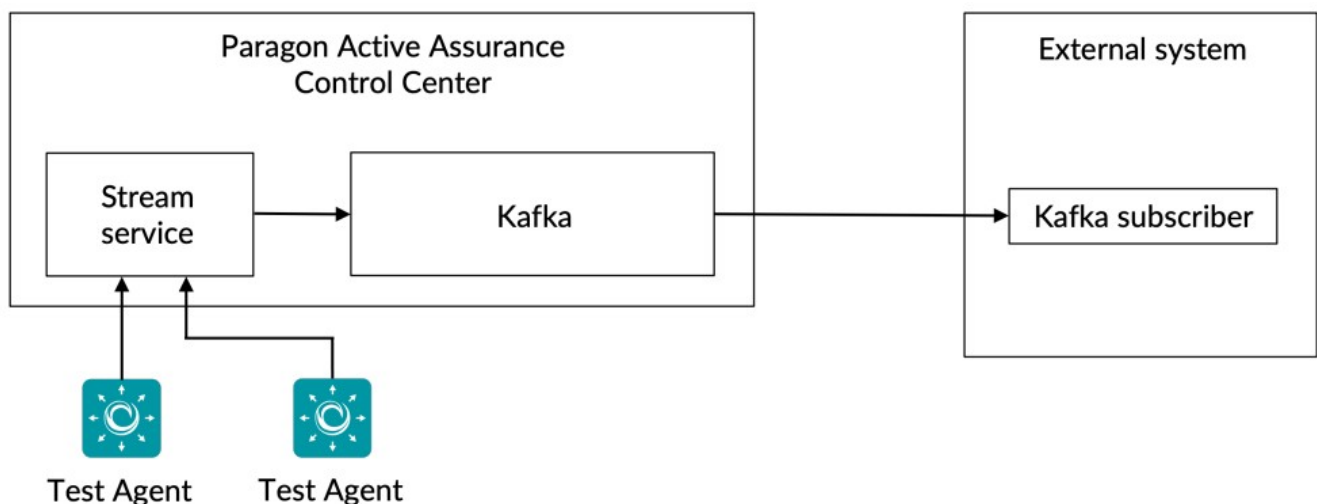 Paragon Active Assurance
Control Center
External system
Stream
service
Kafka
Kafka subscriber
Test Agent
Test Agent